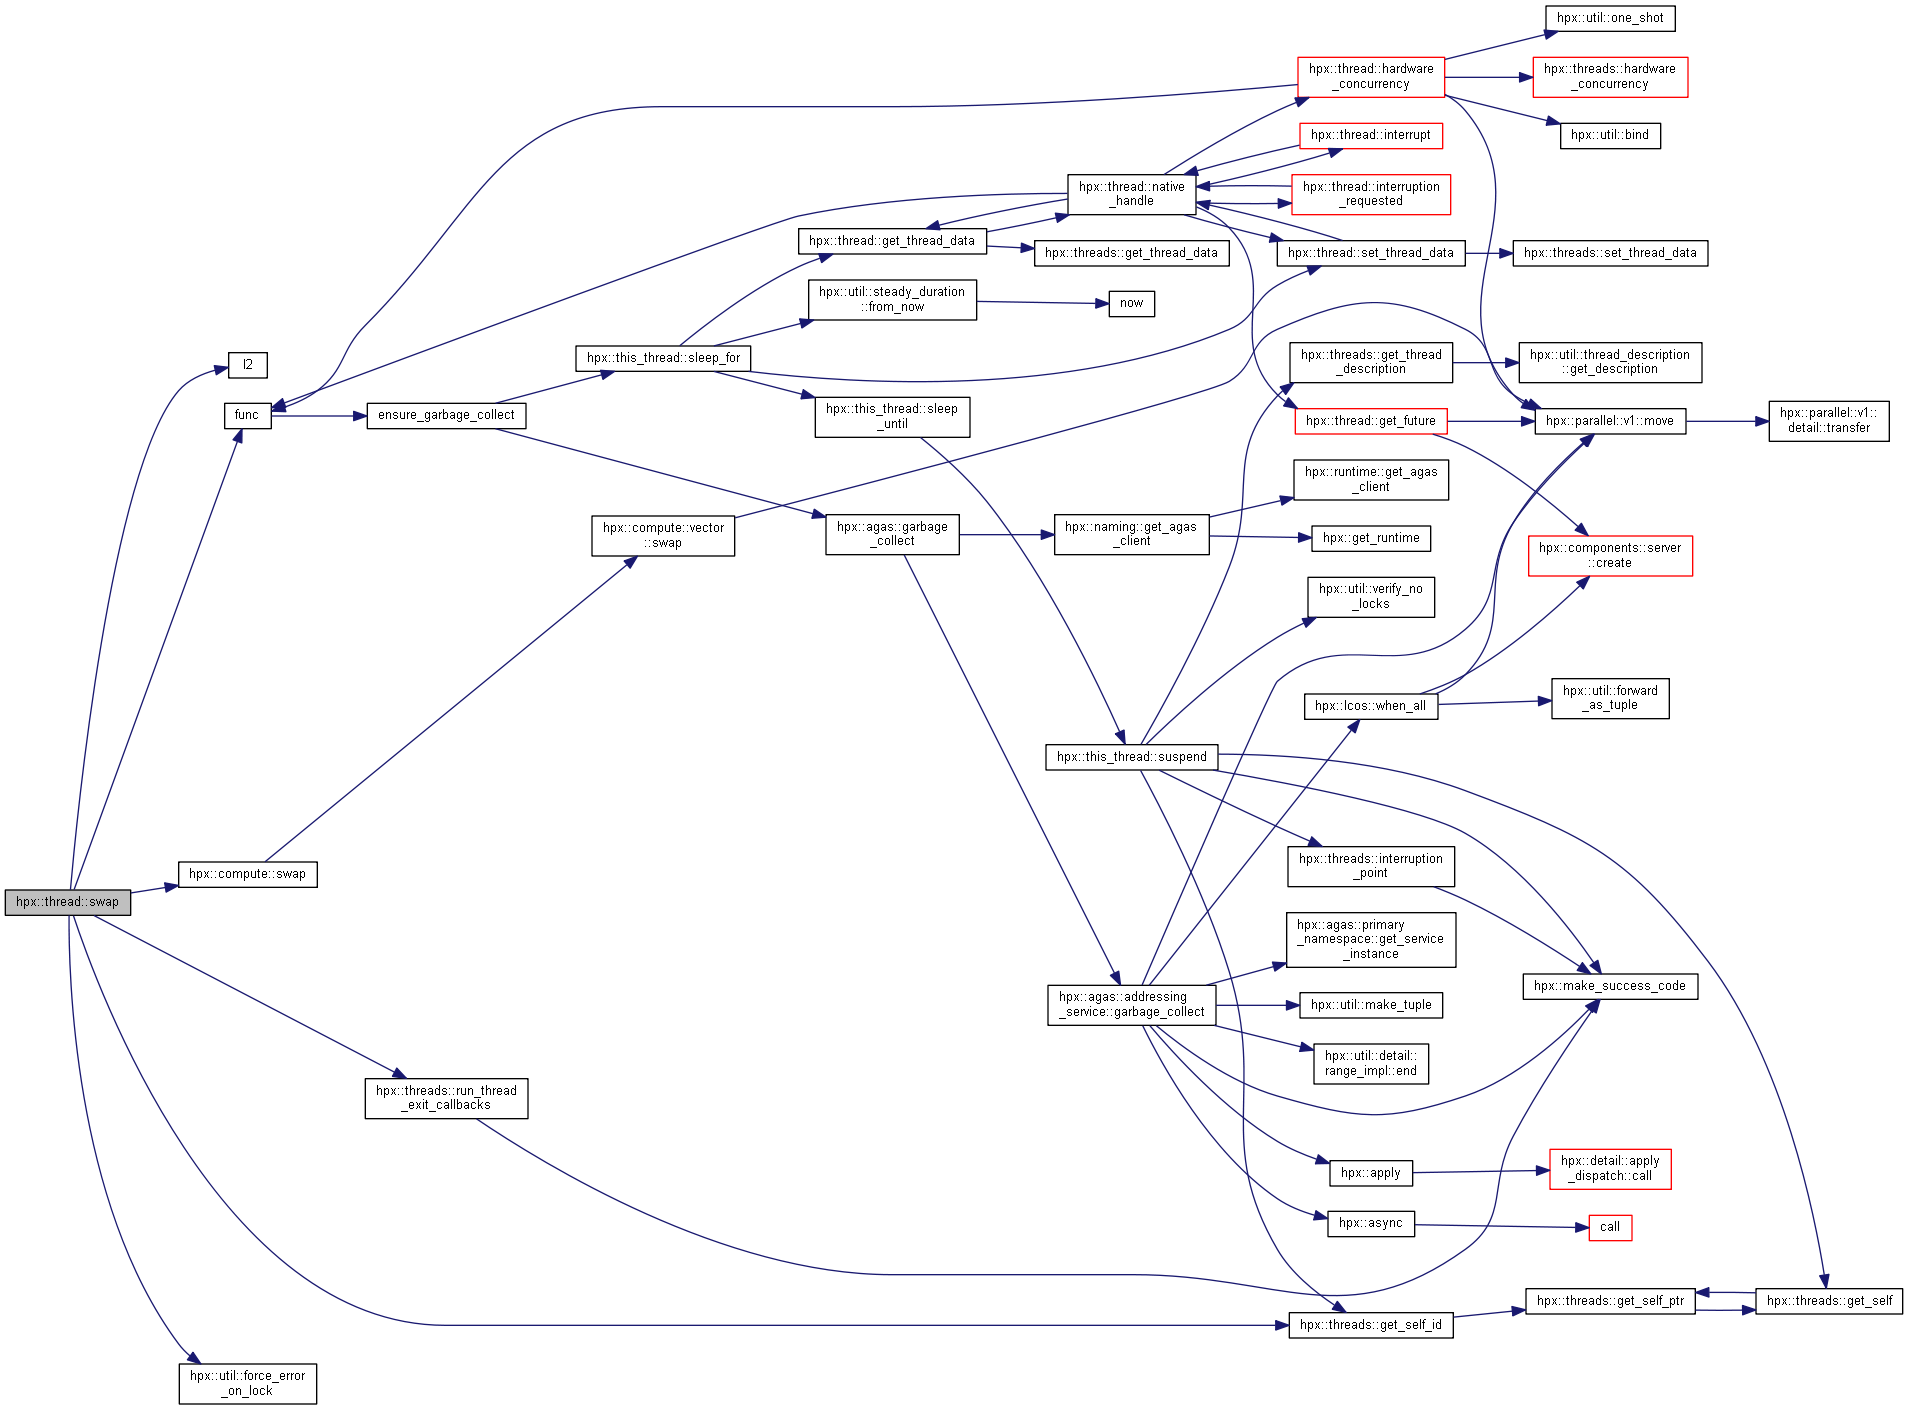 hpx::util::one_shot
hpx::thread::hardware
_concurrency
hpx::threads::hardware
_concurrency
hpx::util::bind
hpx::thread::interrupt
hpx::thread::native
_handle
hpx::thread::interruption
_requested
hpx::thread::get_thread_data
hpx::threads::get_thread_data
hpx::thread::set_thread_data
hpx::threads::set_thread_data
hpx::util::steady_duration
::from_now
now
hpx::this_thread::sleep_for
l2
hpx::threads::get_thread
_description
hpx::util::thread_description
::get_description
func
ensure_garbage_collect
hpx::this_thread::sleep
_until
hpx::thread::get_future
hpx::parallel::v1::move
hpx::parallel::v1::
detail::transfer
hpx::runtime::get_agas
_client
hpx::compute::vector
::swap
hpx::agas::garbage
_collect
hpx::naming::get_agas
_client
hpx::get_runtime
hpx::components::server
::create
hpx::util::verify_no
_locks
hpx::lcos::when_all
hpx::util::forward
_as_tuple
hpx::this_thread::suspend
hpx::threads::interruption
_point
hpx::compute::swap
hpx::thread::swap
hpx::agas::primary
_namespace::get_service
_instance
hpx::make_success_code
hpx::agas::addressing
_service::garbage_collect
hpx::util::make_tuple
hpx::util::detail::
range_impl::end
hpx::threads::run_thread
_exit_callbacks
hpx::apply
hpx::detail::apply
_dispatch::call
hpx::async
call
hpx::threads::get_self_id
hpx::threads::get_self_ptr
hpx::threads::get_self
hpx::util::force_error
_on_lock